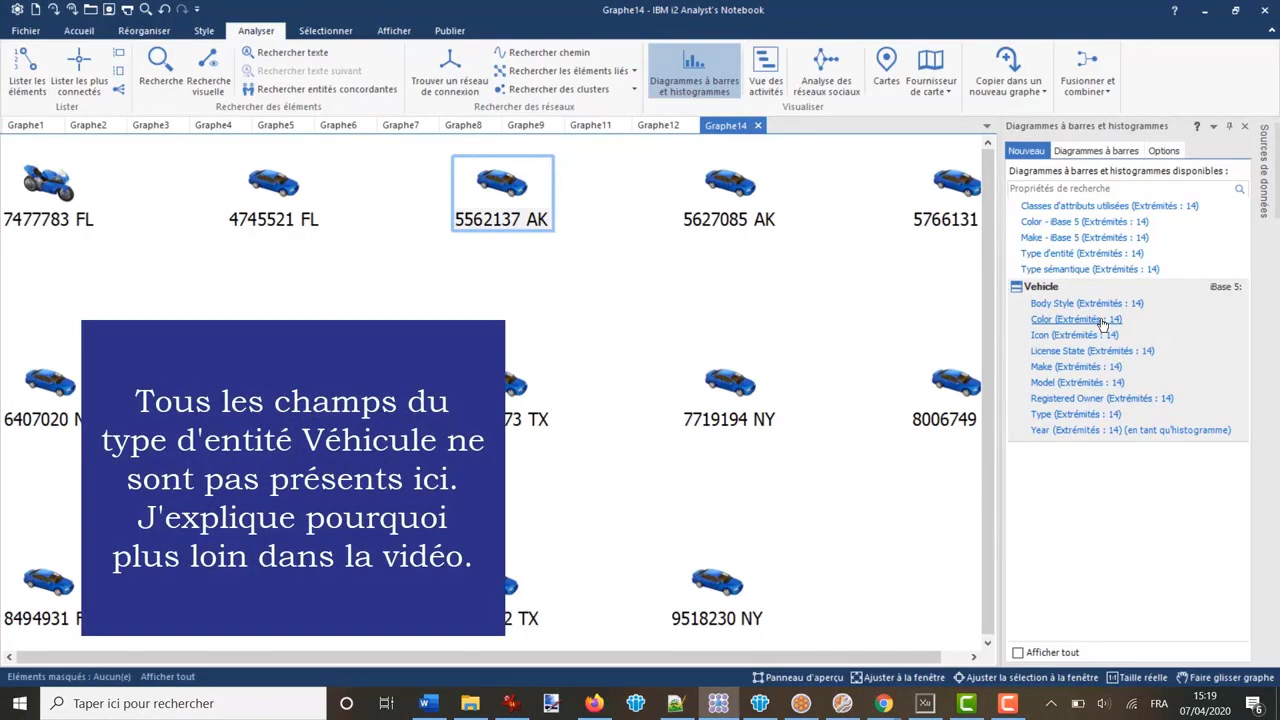 Graphe14 - IBM i2 Analyst's Notebook
Fichier Accueil Réorganiser Style Analyser Sélectionner Afficher Publier
Lister les éléments
Lister les plus connectés
Lister
Recherche
Recherche visuelle
Rechercher texte
Rechercher texte suivant
Rechercher entités concordantes
Rechercher des éléments
Trouver un réseau de connexion
Rechercher chemin
Rechercher les éléments liés
Rechercher des clusters
Rechercher des réseaux
Diagrammes à barres et histogrammes
Vue des activités
Analyse des réseaux sociaux
Cartes
Fournisseur de carte
Visualiser
Copier dans un nouveau graphe
Fusionner et combiner
Graphe1 Graphe2 Graphe3 Graphe4 Graphe5 Graphe6 Graphe7 Graphe8 Graphe9 Graphe11 Graphe12 Graphe14
7477783 FL 4745521 FL 5562137 AK 5627085 AK 5766131
6407020 N 73 TX 7719194 NY 8006749
8494931 F 2 TX 9518230 NY
Tous les champs du
type d'entité Véhicule ne
sont pas présents ici.
J'explique pourquoi
plus loin dans la vidéo.
Diagrammes à barres et histogrammes
Nouveau Diagrammes à barres Options
Diagrammes à barres et histogrammes disponibles :
Propriétés de recherche
Classes d'attributs utilisées (Extrémités : 14)
Color - iBase 5 (Extrémités : 14)
Make - iBase 5 (Extrémités : 14)
Type d'entité (Extrémités : 14)
Type sémantique (Extrémités : 14)
Vehicle iBase 5:
Body Style (Extrémités : 14)
Color (Extrémités : 14)
Icon (Extrémités : 14)
License State (Extrémités : 14)
Make (Extrémités : 14)
Model (Extrémités : 14)
Registered Owner (Extrémités : 14)
Type (Extrémités : 14)
Year (Extrémités : 14) (en tant qu'histogramme)
Afficher tout
Sources de données
Eléments masqués : Aucun(e) Afficher tout Panneau d'aperçu Ajuster à la fenêtre Ajuster la sélection à la fenêtre Taille réelle Faire glisser graphe
Taper ici pour rechercher
FRA
15:19
07/04/2020